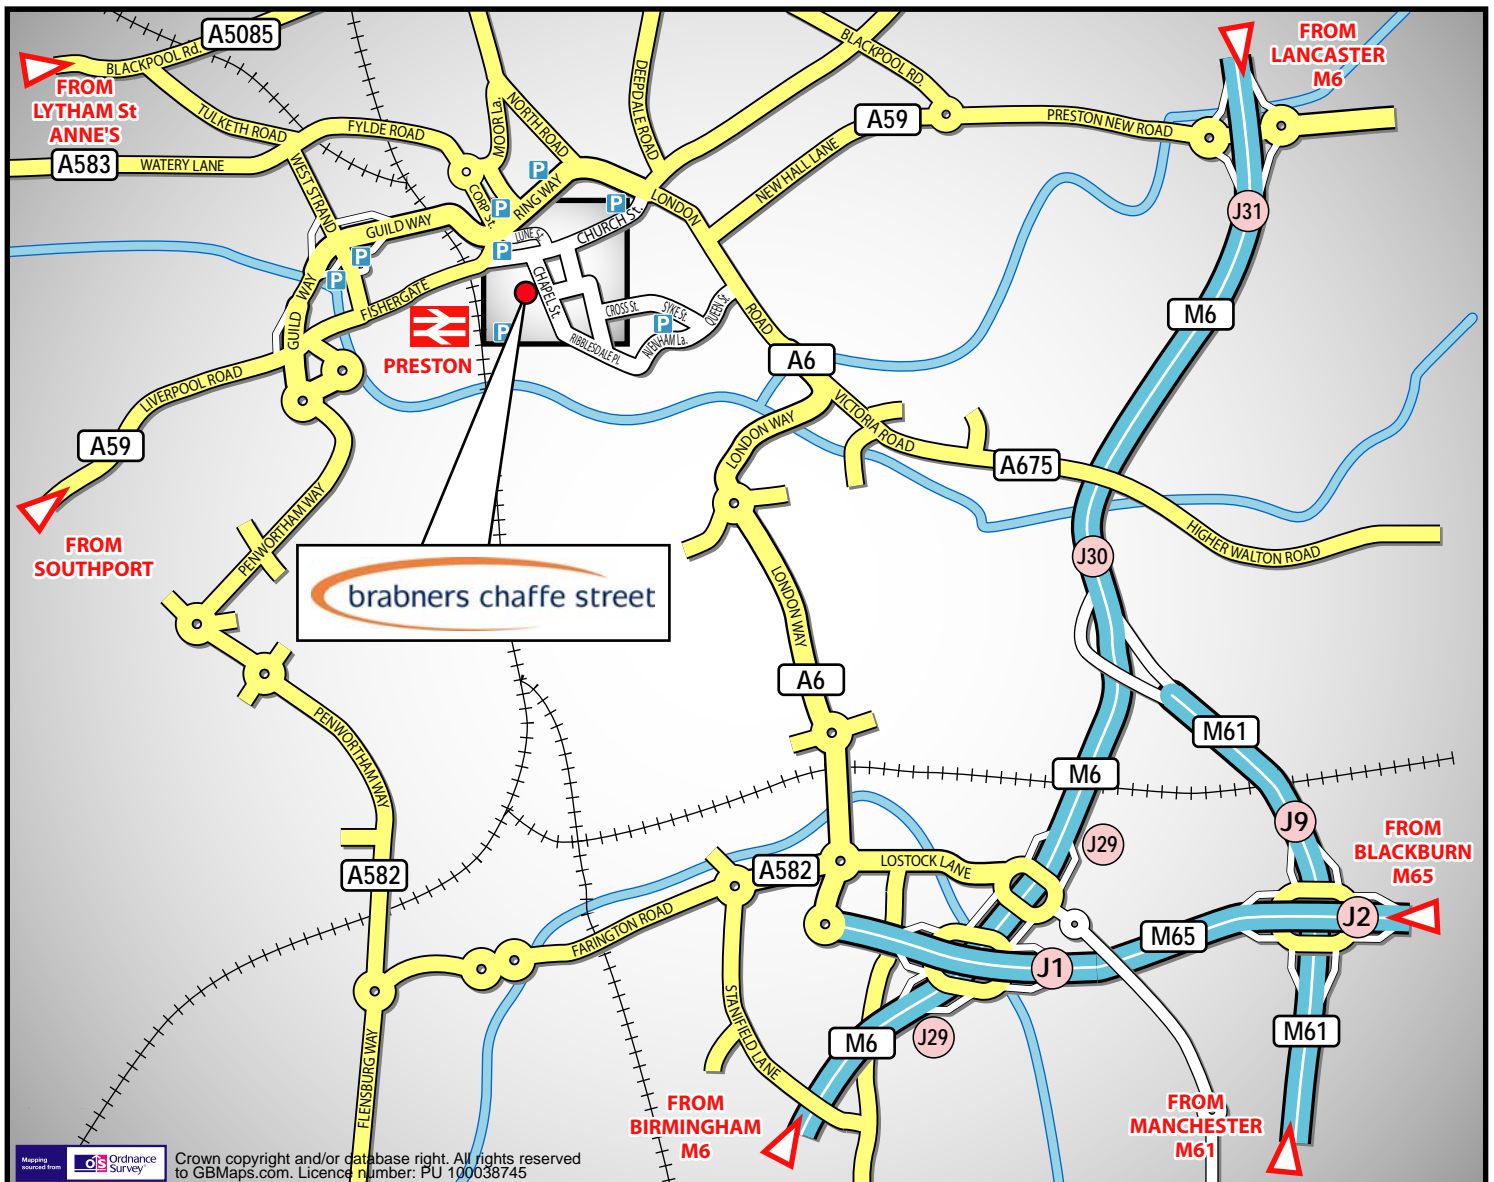 A5085
BLACKPOOL Rd.
FROM
LYTHAM St
ANNE'S
TULKETH ROAD
FYLDE ROAD
A583
WATERY LANE
WEST STRAND
MOOR La.
NORTH ROAD
DEEPDALE ROAD
BLACKPOOL RD.
A59
PRESTON NEW ROAD
FROM
LANCASTER
M6
NEW HALL LANE
J31
CORP St.
P
RING WAY
P
P
LONDON
GUILD WAY
LUNE St.
CHURCH St.
P
P
P
GUILD WAY
FISHERGATE
CHAPEL St.
CROSS St.
SYKE St.
QUEEN St.
P
P
RIBBLESDALE Pl.
AVENHAM La.
ROAD
M6
PRESTON
A6
LIVERPOOL ROAD
A59
LONDON WAY
VICTORIA ROAD
A675
HIGHER WALTON ROAD
FROM
SOUTHPORT
PENWORTHAM WAY
J30
brabners chaffe street
LONDON WAY
A6
PENWORTHAM WAY
M61
M6
J9
J29
FROM
BLACKBURN
M65
A582
A582
LOSTOCK LANE
J2
FARINGTON ROAD
M65
J1
STANIFIELD LANE
M6
J29
M61
FLENSBURG WAY
FROM
BIRMINGHAM
M6
FROM
MANCHESTER
M61
Mapping
sourced from
OS
Ordnance
Survey
Crown copyright and/or database right. All rights reserved
to GBMaps.com. Licence number: PU 100038745